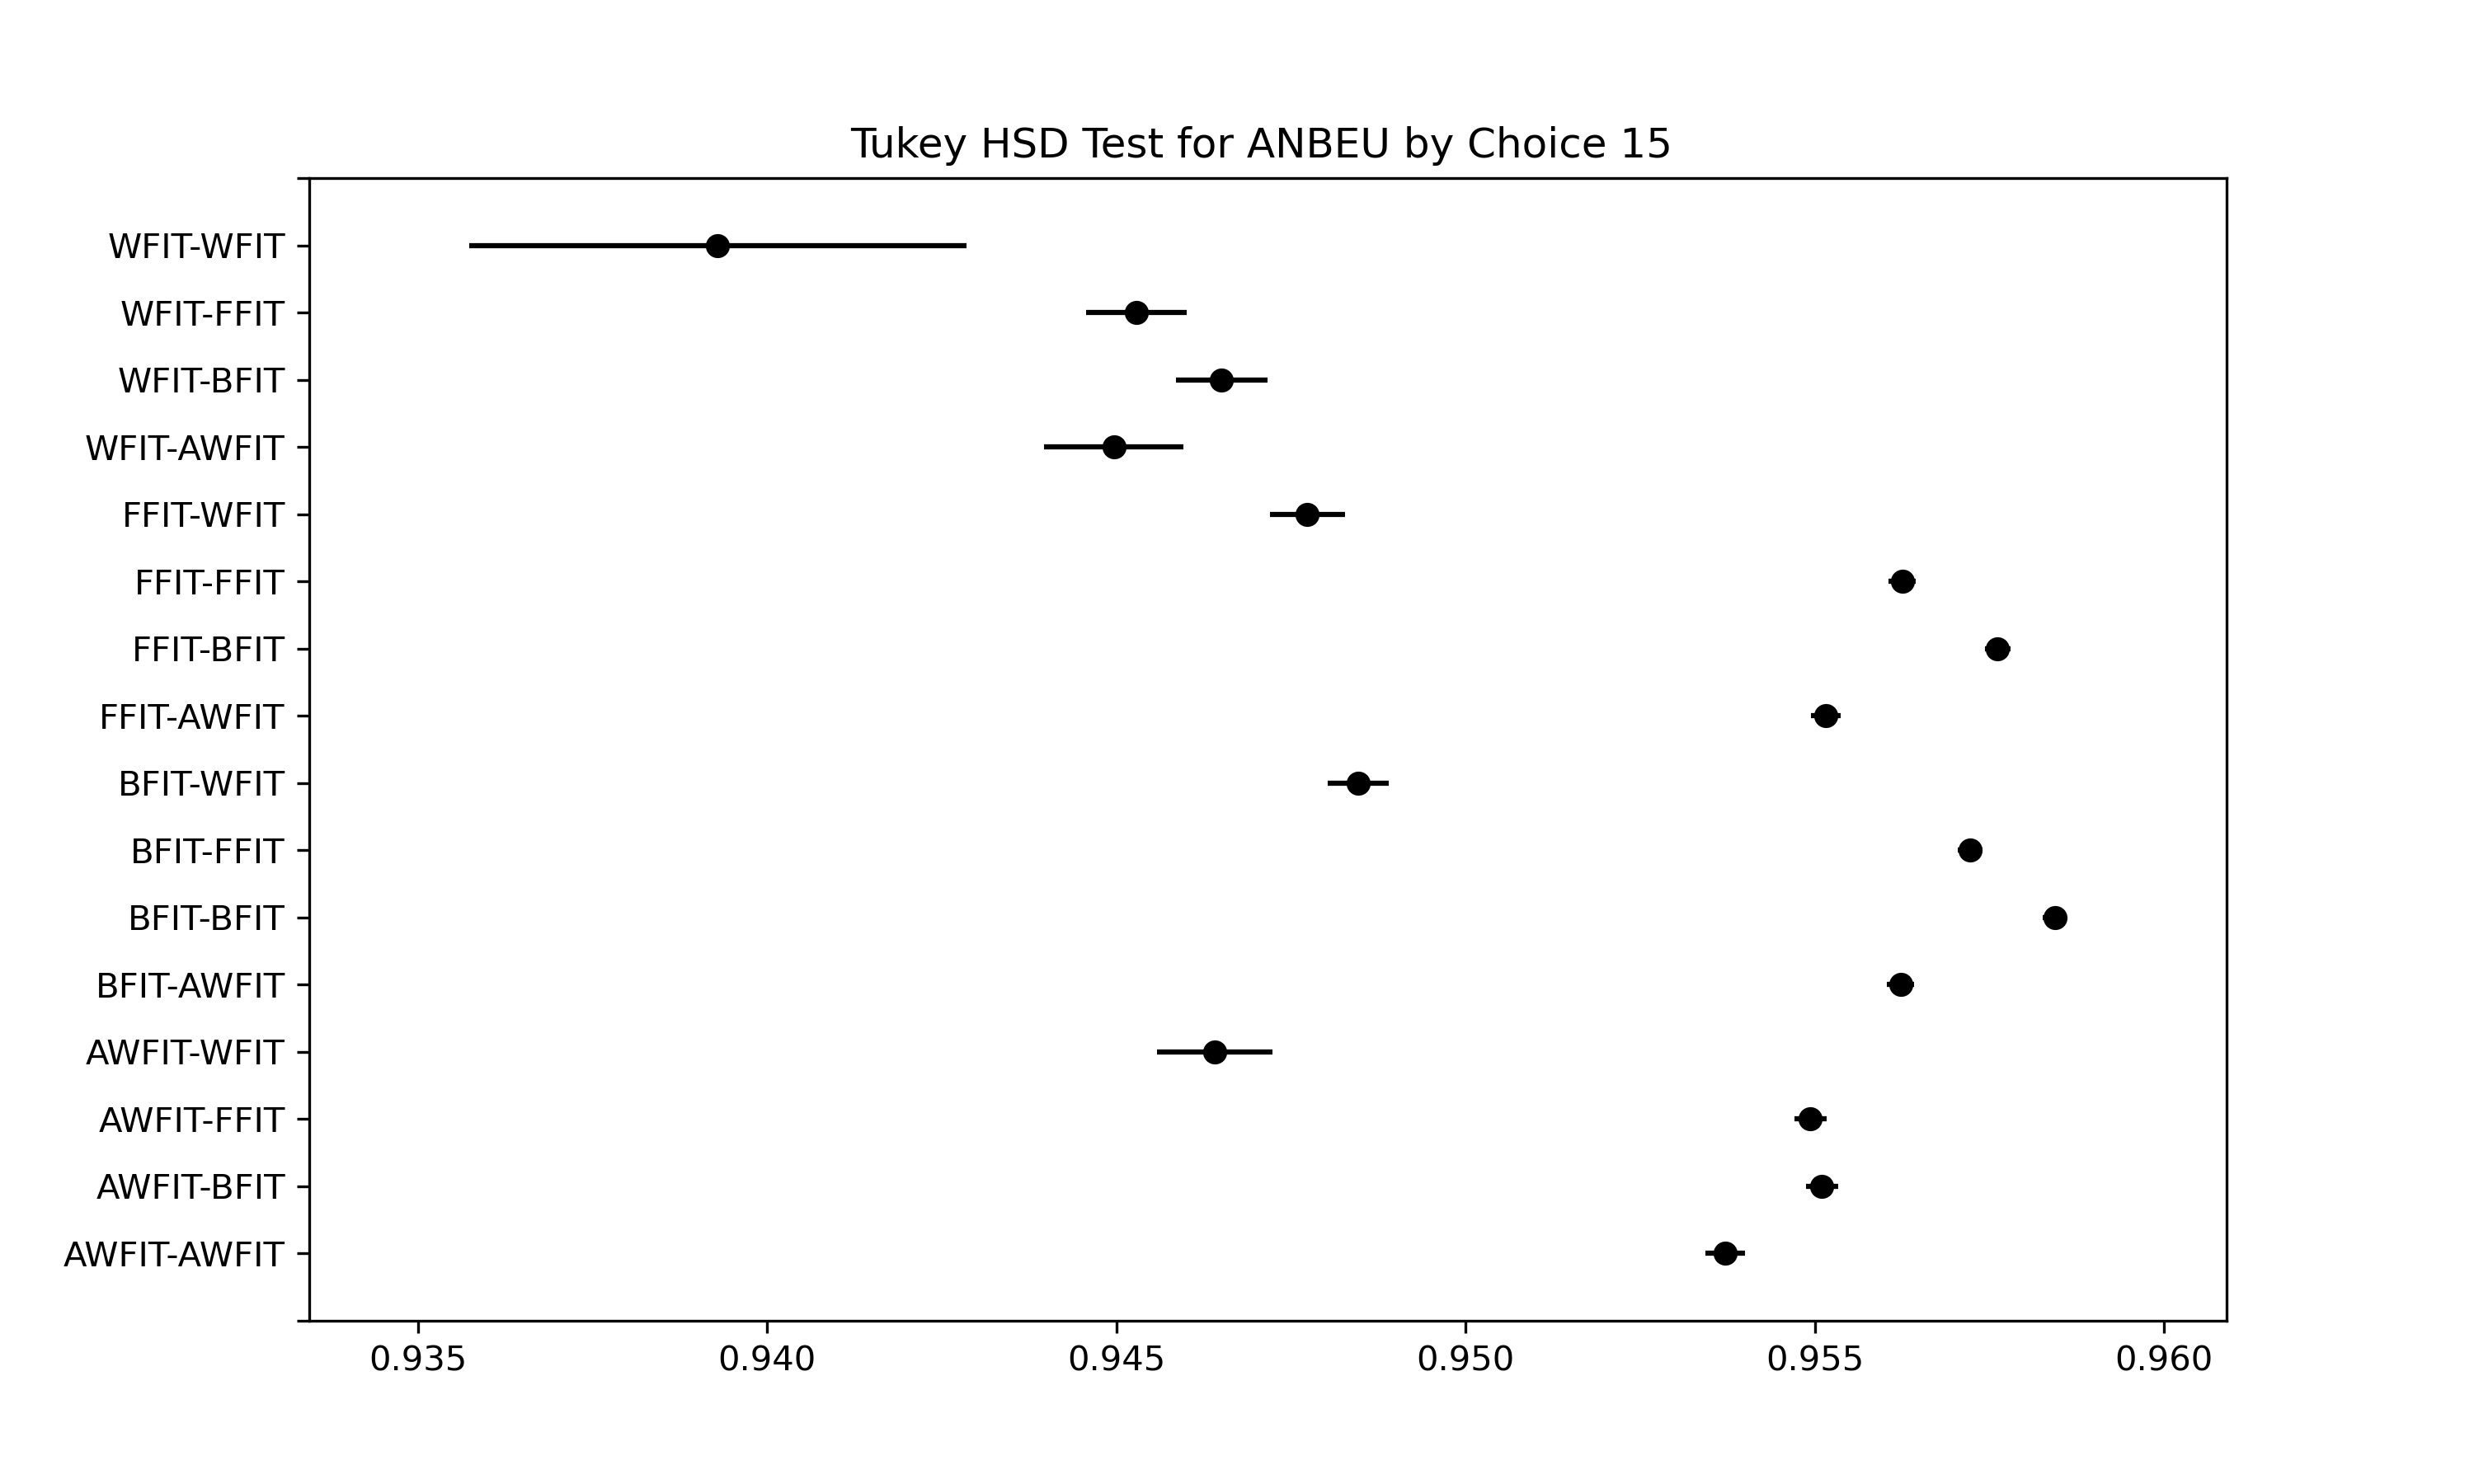 Tukey HSD Test for ANBEU by Choice 15
WFIT-WFIT
WFIT-FFIT
WFIT-BFIT
WFIT-AWFIT
FFIT-WFIT
FFIT-FFIT
FFIT-BFIT
FFIT-AWFIT
BFIT-WFIT
BFIT-FFIT
BFIT-BFIT
BFIT-AWFIT
AWFIT-WFIT
AWFIT-FFIT
AWFIT-BFIT
AWFIT-AWFIT
0.935 0.940 0.945 0.950 0.955 0.960